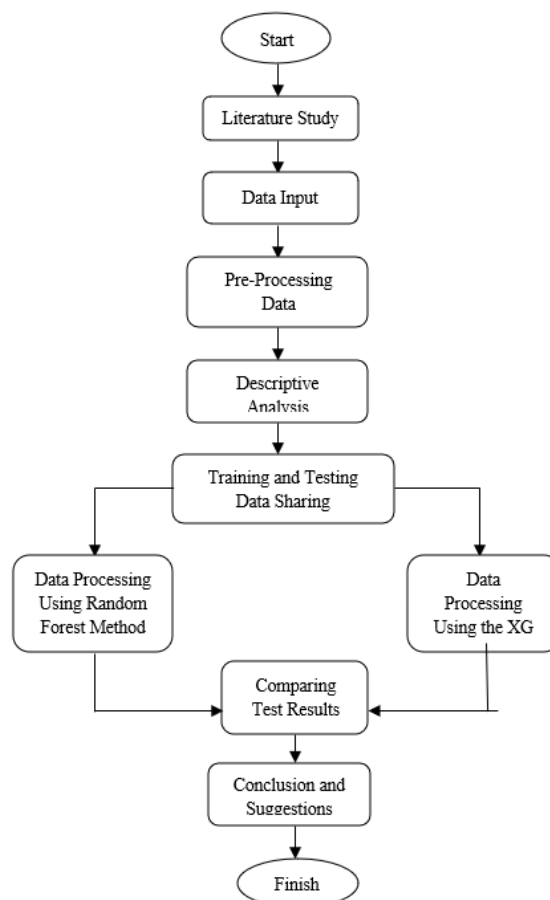 Start
Literature Study
Data Input
Pre-Processing
Data
Descriptive
Analysis
Training and Testing
Data Sharing
Data Processing
Using Random
Forest Method
Data
Processing
Using the XG
Comparing
Test Results
Conclusion and
Suggestions
Finish